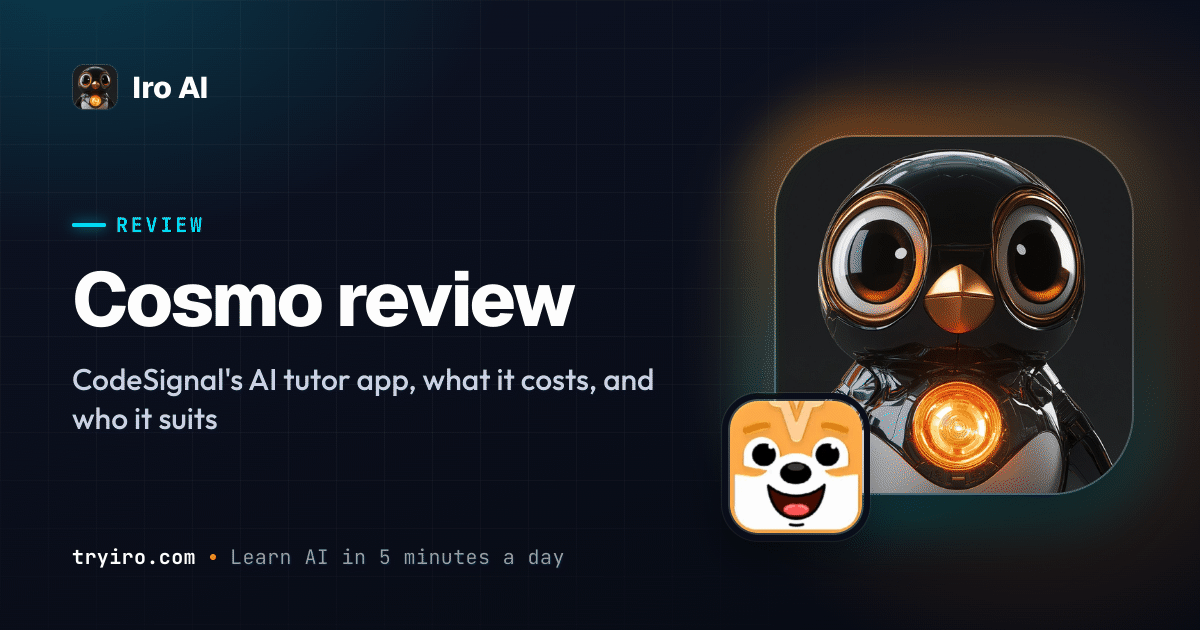 Iro AI
REVIEW
Cosmo review
CodeSignal's AI tutor app, what it costs, and
who it suits
tryiro.com • Learn AI in 5 minutes a day